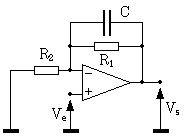 C
R₂
R₁
−
+
Vₑ
Vₛ